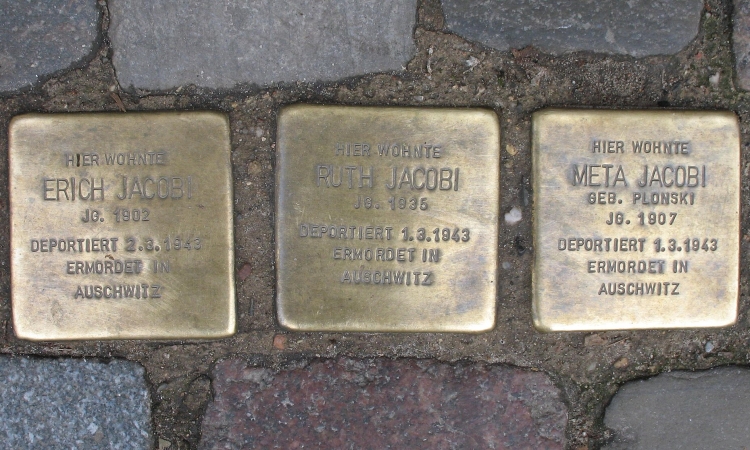 HIER WOHNTE
ERICH JACOBI
JG. 1902
DEPORTIERT 2.3.1943
ERMORDET IN
AUSCHWITZ
HIER WOHNTE
RUTH JACOBI
JG. 1935
DEPORTIERT 1.3.1943
ERMORDET IN
AUSCHWITZ
HIER WOHNTE
META JACOBI
GEB. PLONSKI
JG. 1907
DEPORTIERT 1.3.1943
ERMORDET IN
AUSCHWITZ